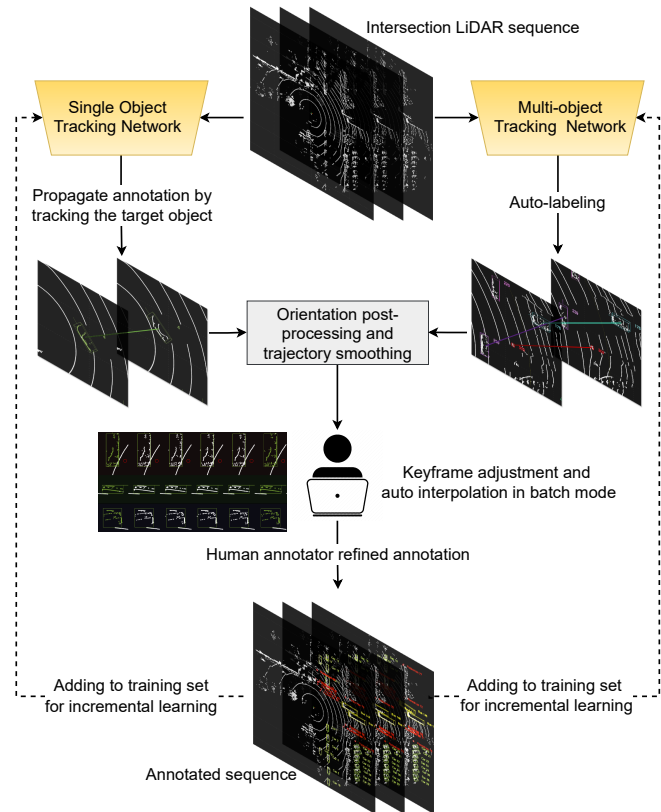 Intersection LiDAR sequence
Single Object
Tracking Network
Multi-object
Tracking Network
Propagate annotation by
tracking the target object
Auto-labeling
Orientation post-
processing and
trajectory smoothing
Keyframe adjustment and
auto interpolation in batch mode
Human annotator refined annotation
Adding to training set
for incremental learning
Adding to training set
for incremental learning
Annotated sequence